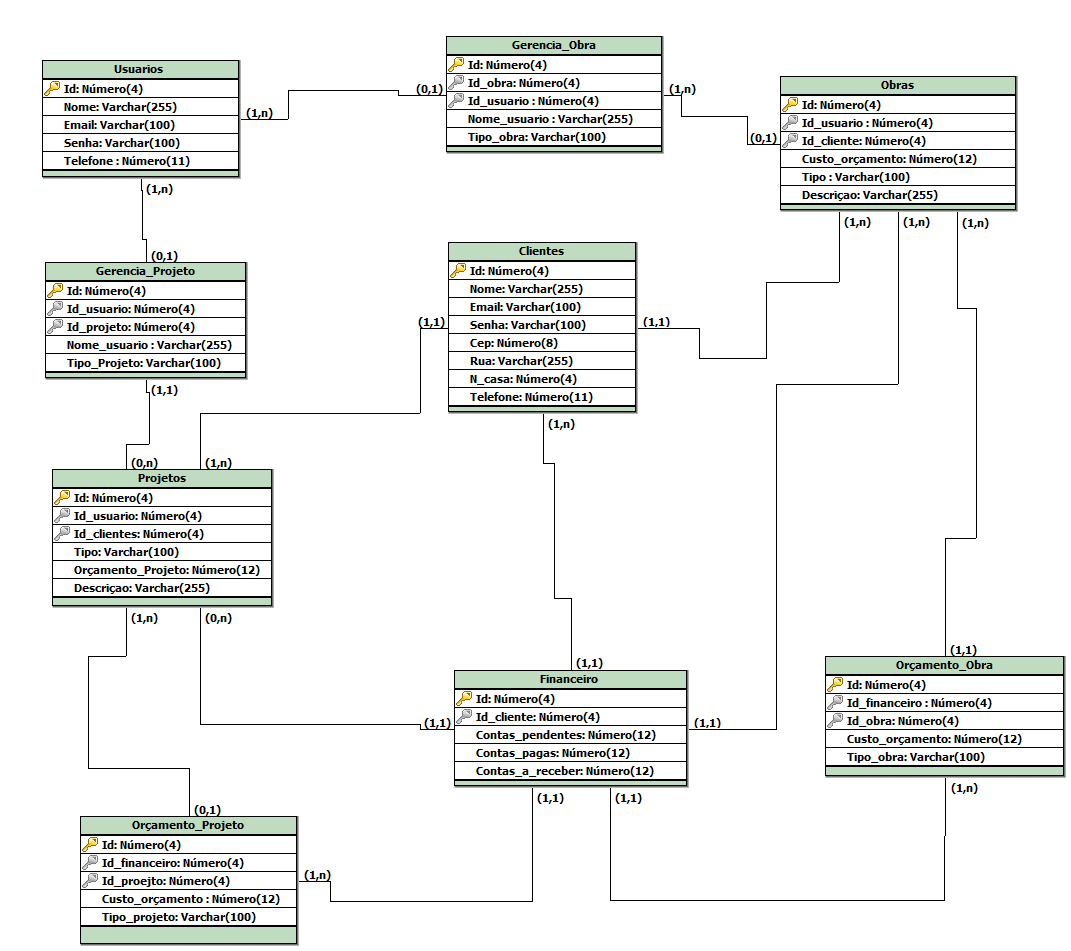 Usuarios
Id: Número(4)
Nome: Varchar(255)
Email: Varchar(100)
Senha: Varchar(100)
Telefone : Número(11)
(1,n)
(1,n)
Gerencia_Obra
Id: Número(4)
Id_obra: Número(4)
Id_usuario : Número(4)
Nome_usuario : Varchar(255)
Tipo_obra: Varchar(100)
(0,1)
(1,n)
Obras
Id: Número(4)
Id_usuario : Número(4)
Id_cliente: Número(4)
Custo_orçamento: Número(12)
Tipo : Varchar(100)
Descriçao: Varchar(255)
(0,1)
(1,n)
(1,n)
(1,n)
(0,1)
Gerencia_Projeto
Id: Número(4)
Id_usuario: Número(4)
Id_projeto: Número(4)
Nome_usuario : Varchar(255)
Tipo_Projeto: Varchar(100)
(1,1)
Clientes
Id: Número(4)
Nome: Varchar(255)
Email: Varchar(100)
Senha: Varchar(100)
Cep: Número(8)
Rua: Varchar(255)
N_casa: Número(4)
Telefone: Número(11)
(1,1)
(1,1)
(1,n)
(0,n)
(1,n)
Projetos
Id: Número(4)
Id_usuario: Número(4)
Id_clientes: Número(4)
Tipo: Varchar(100)
Orçamento_Projeto: Número(12)
Descriçao: Varchar(255)
(1,n)
(0,n)
(1,1)
Financeiro
Id: Número(4)
Id_cliente: Número(4)
Contas_pendentes: Número(12)
Contas_pagas: Número(12)
Contas_a_receber: Número(12)
(1,1)
(1,1)
(1,1)
(1,1)
(1,1)
Orçamento_Obra
Id: Número(4)
Id_financeiro : Número(4)
Id_obra: Número(4)
Custo_orçamento: Número(12)
Tipo_obra: Varchar(100)
(1,n)
(0,1)
Orçamento_Projeto
Id: Número(4)
Id_financeiro: Número(4)
Id_proejto: Número(4)
Custo_orçamento : Número(12)
Tipo_projeto: Varchar(100)
(1,n)